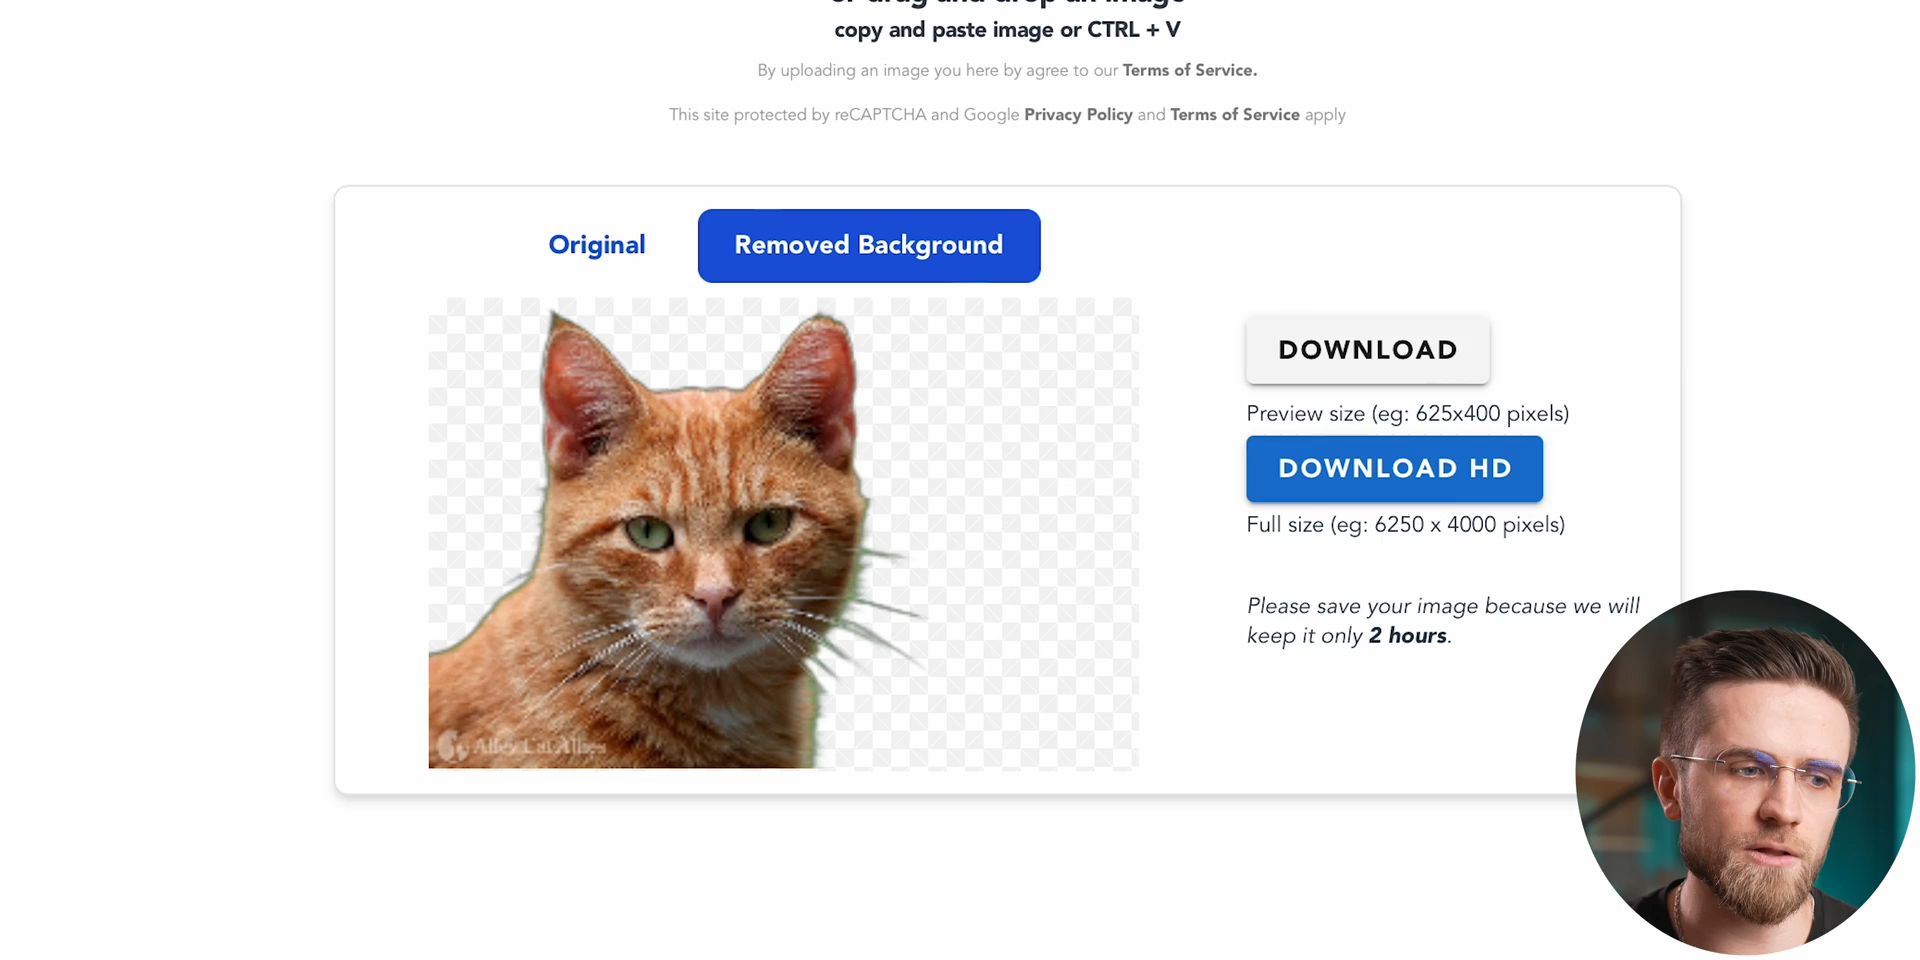 copy and paste image or CTRL + V
By uploading an image you here by agree to our Terms of Service.
This site protected by reCAPTCHA and Google Privacy Policy and Terms of Service apply
Original
Removed Background
DOWNLOAD
Preview size (eg: 625x400 pixels)
DOWNLOAD HD
Full size (eg: 6250 x 4000 pixels)
Please save your image because we will
keep it only 2 hours.
Alley Cat Allies